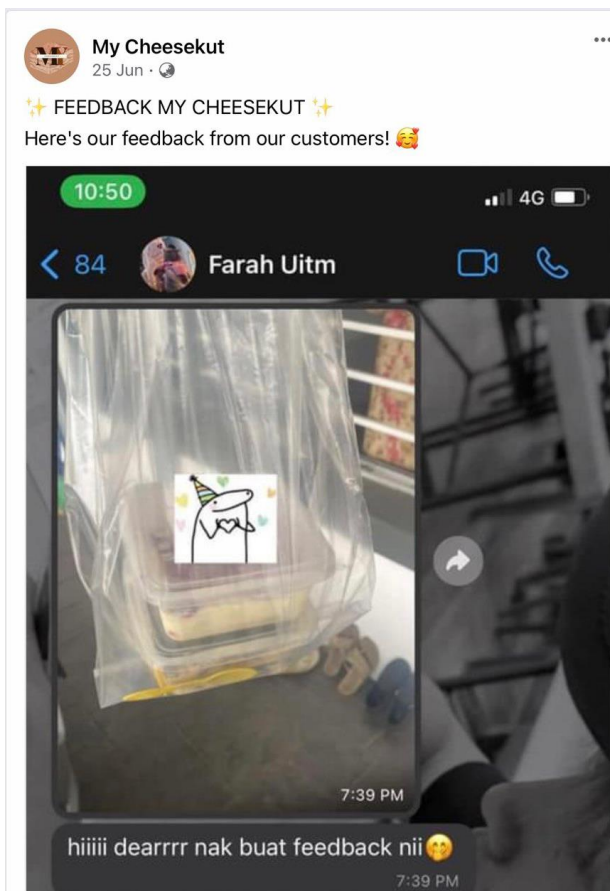 My Cheesekut
25 Jun
✨ FEEDBACK MY CHEESEKUT ✨
Here's our feedback from our customers! 🥰
10:50
4G
84
Farah Uitm
7:39 PM
hiiiii dearrrr nak buat feedback nii🤭
7:39 PM